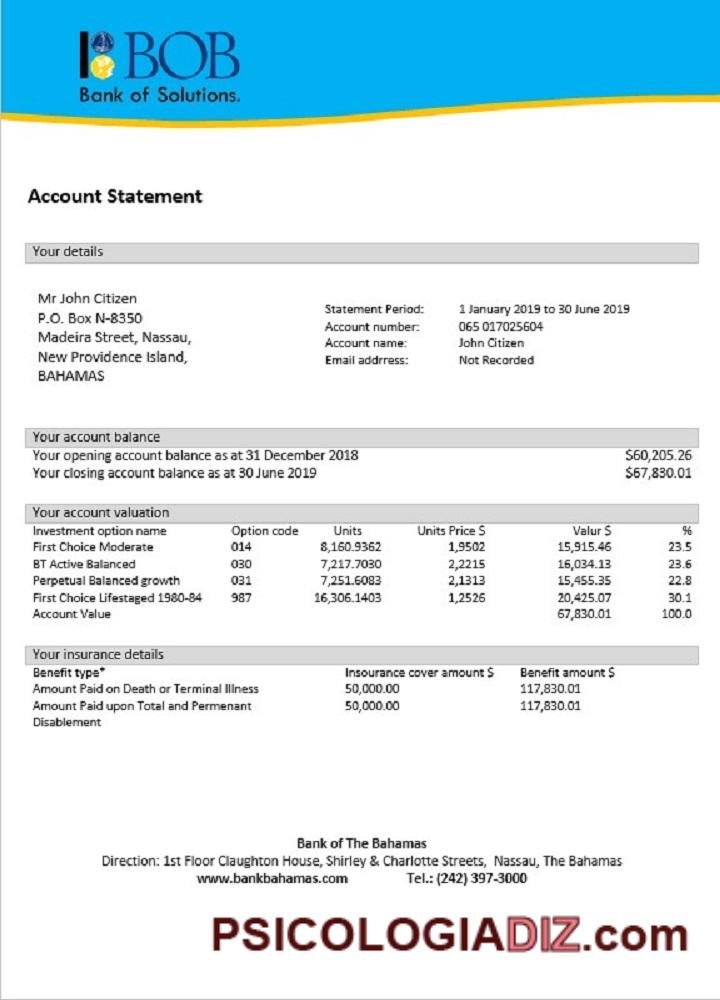 BOB
Bank of Solutions.
Account Statement
Your details
Mr John Citizen
P.O. Box N-8350
Madeira Street, Nassau,
New Providence Island,
BAHAMAS
Statement Period: 1 January 2019 to 30 June 2019
Account number: 065 017025604
Account name: John Citizen
Email addrress: Not Recorded
Your account balance
Your opening account balance as at 31 December 2018 $60,205.26
Your closing account balance as at 30 June 2019 $67,830.01
Your account valuation
Investment option name Option code Units Units Price $ Valur $ %
First Choice Moderate 014 8,160.9362 1,9502 15,915.46 23.5
BT Active Balanced 030 7,217.7030 2,2215 16,034.13 23.6
Perpetual Balanced growth 031 7,251.6083 2,1313 15,455.35 22.8
First Choice Lifestaged 1980-84 987 16,306.1403 1,2526 20,425.07 30.1
Account Value 67,830.01 100.0
Your insurance details
Benefit type* Insourance cover amount $ Benefit amount $
Amount Paid on Death or Terminal Illness 50,000.00 117,830.01
Amount Paid upon Total and Permenant 50,000.00 117,830.01
Disablement
Bank of The Bahamas
Direction: 1st Floor Claughton House, Shirley & Charlotte Streets, Nassau, The Bahamas
www.bankbahamas.com Tel.: (242) 397-3000
PSICOLOGIADIZ.com